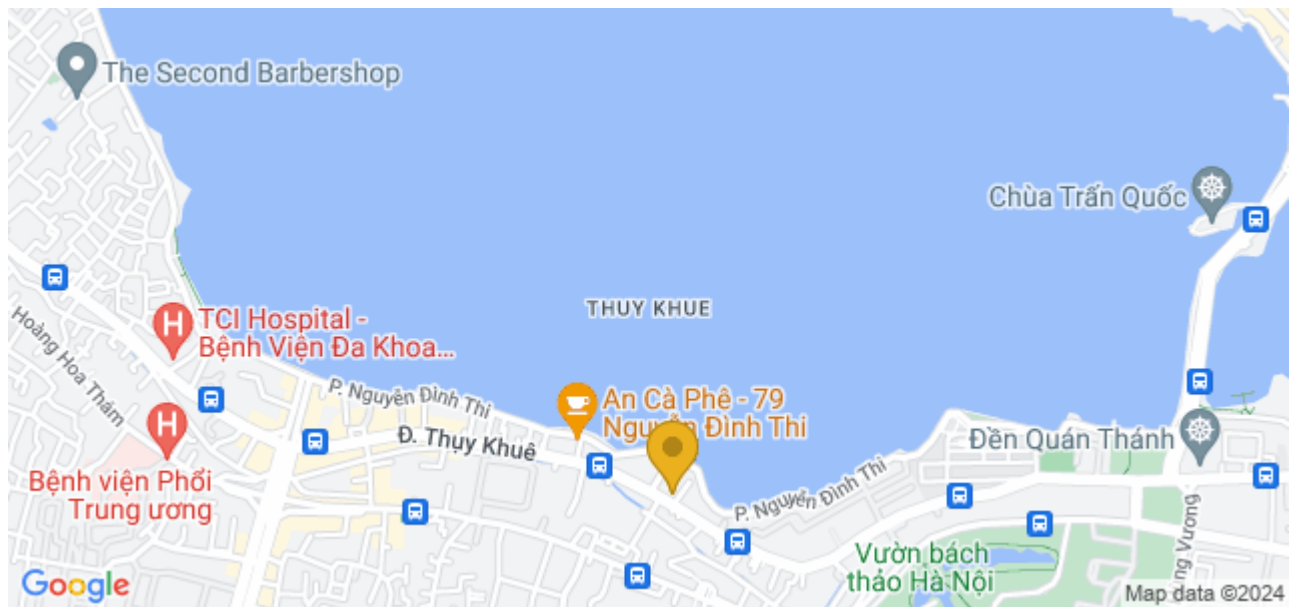 The Second Barbershop
Chùa Trấn Quốc
THUY KHUE
TCI Hospital -
Bệnh Viện Đa Khoa...
Hoàng Hoa Thám
P. Nguyễn Đình Thi
An Cà Phê - 79
Nguyễn Đình Thi
Đ. Thụy Khuê
Đền Quán Thánh
Bệnh viện Phổi
Trung ương
P. Nguyễn Đình Thi
Vườn bách
thảo Hà Nội
Vương
Google
Map data ©2024